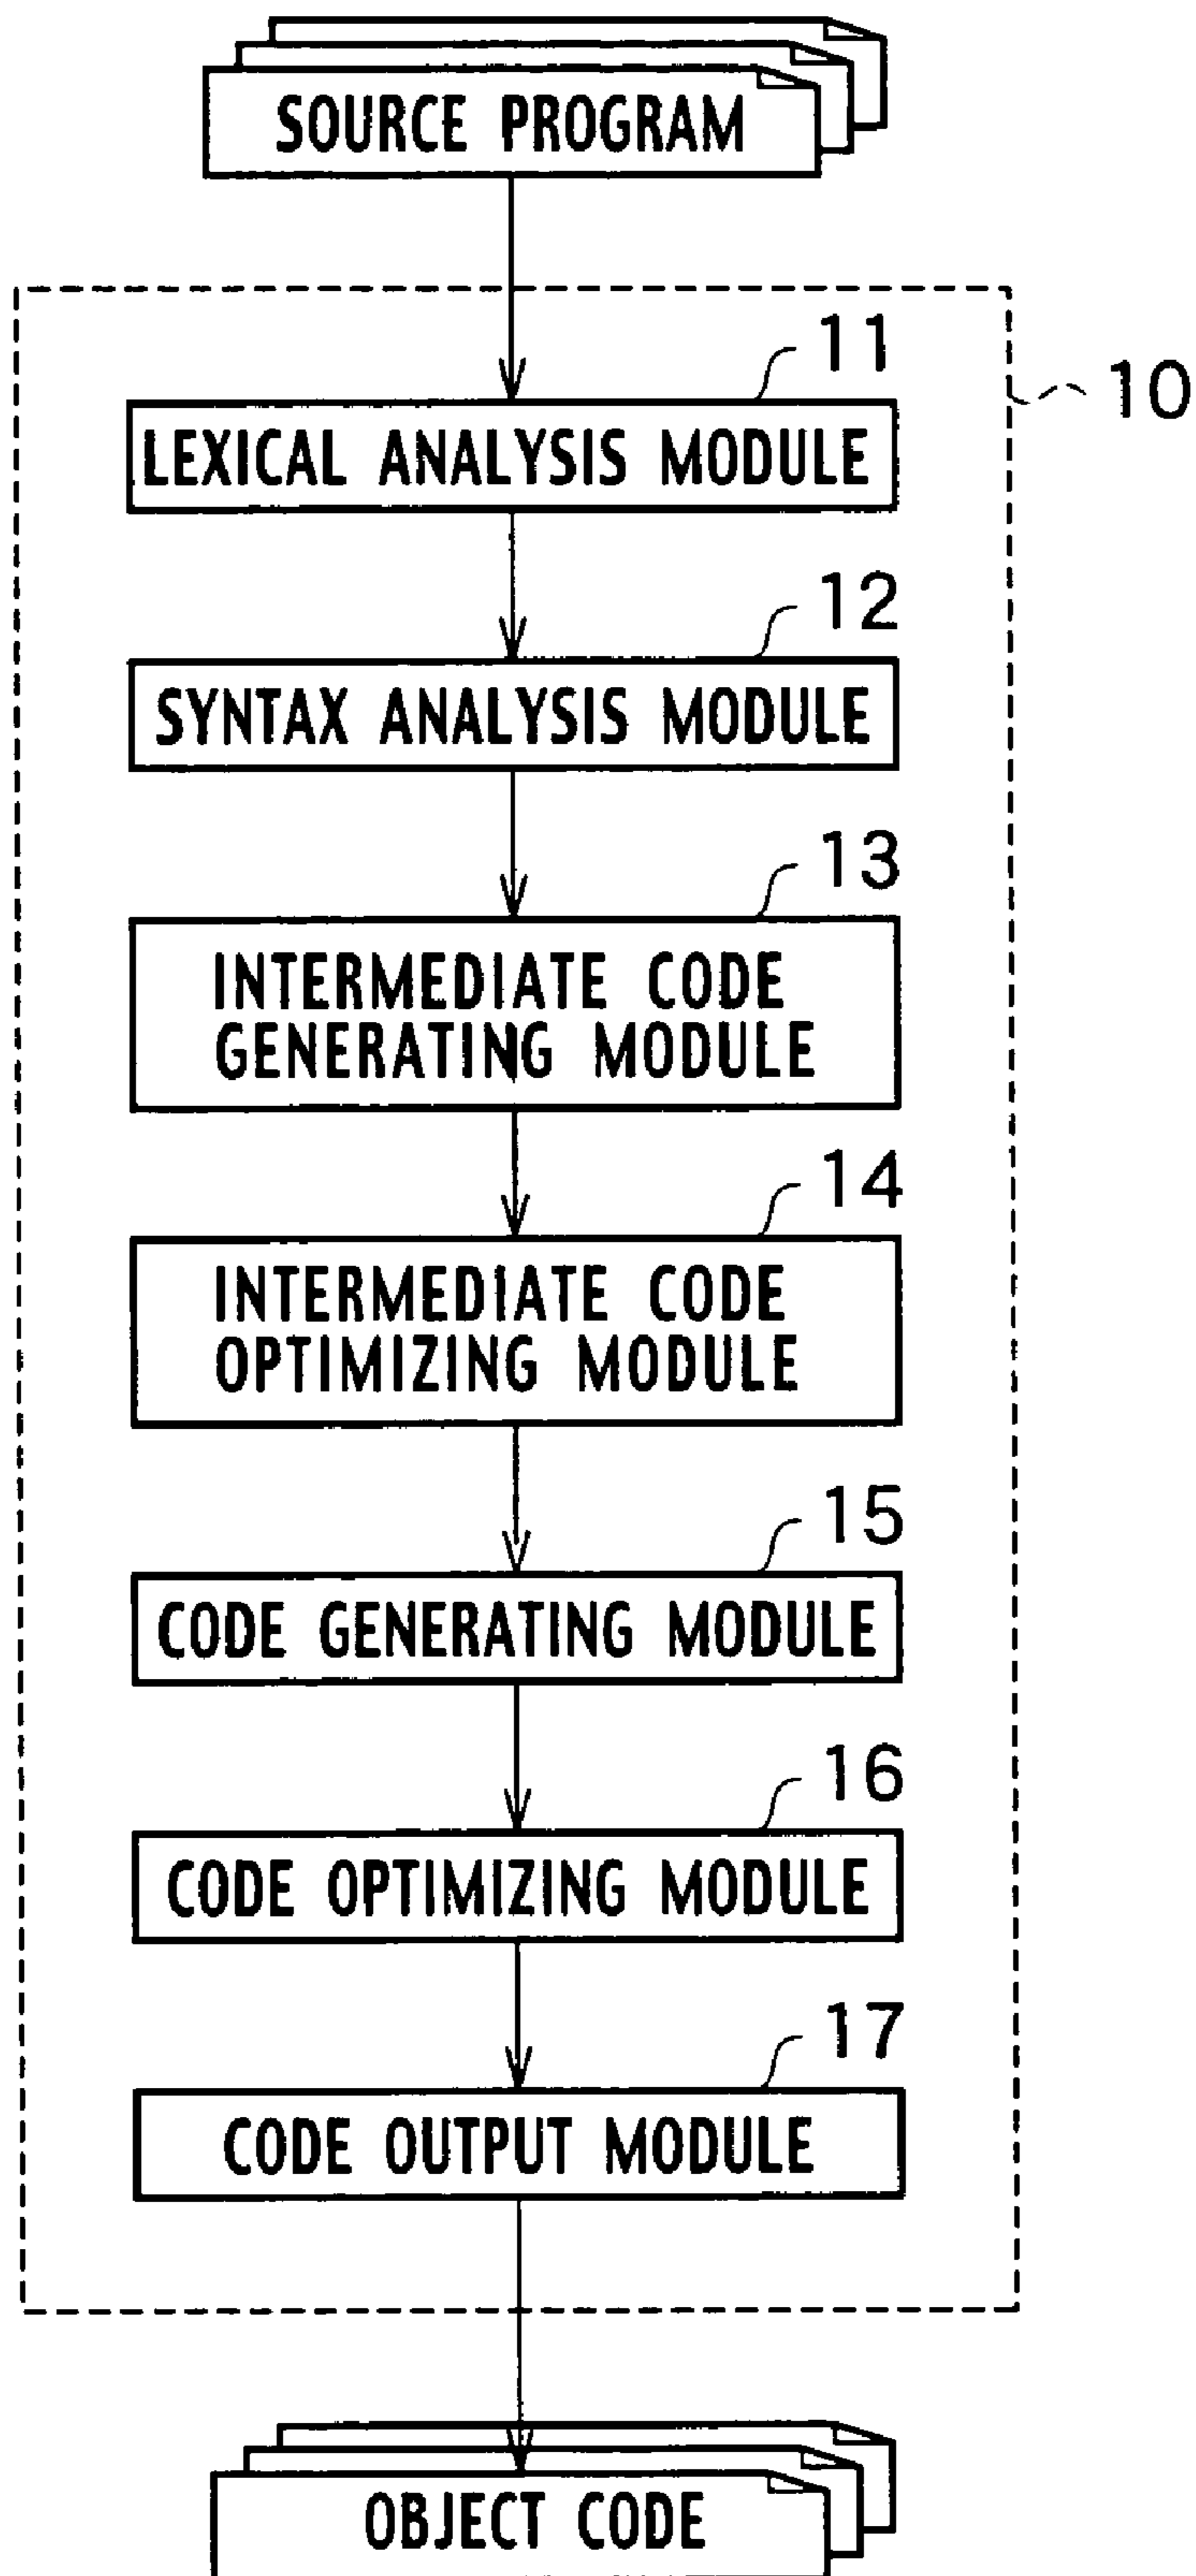 SOURCE PROGRAM
11
10
LEXICAL ANALYSIS MODULE
12
SYNTAX ANALYSIS MODULE
13
INTERMEDIATE CODE
GENERATING MODULE
14
INTERMEDIATE CODE
OPTIMIZING MODULE
15
CODE GENERATING MODULE
16
CODE OPTIMIZING MODULE
17
CODE OUTPUT MODULE
OBJECT CODE